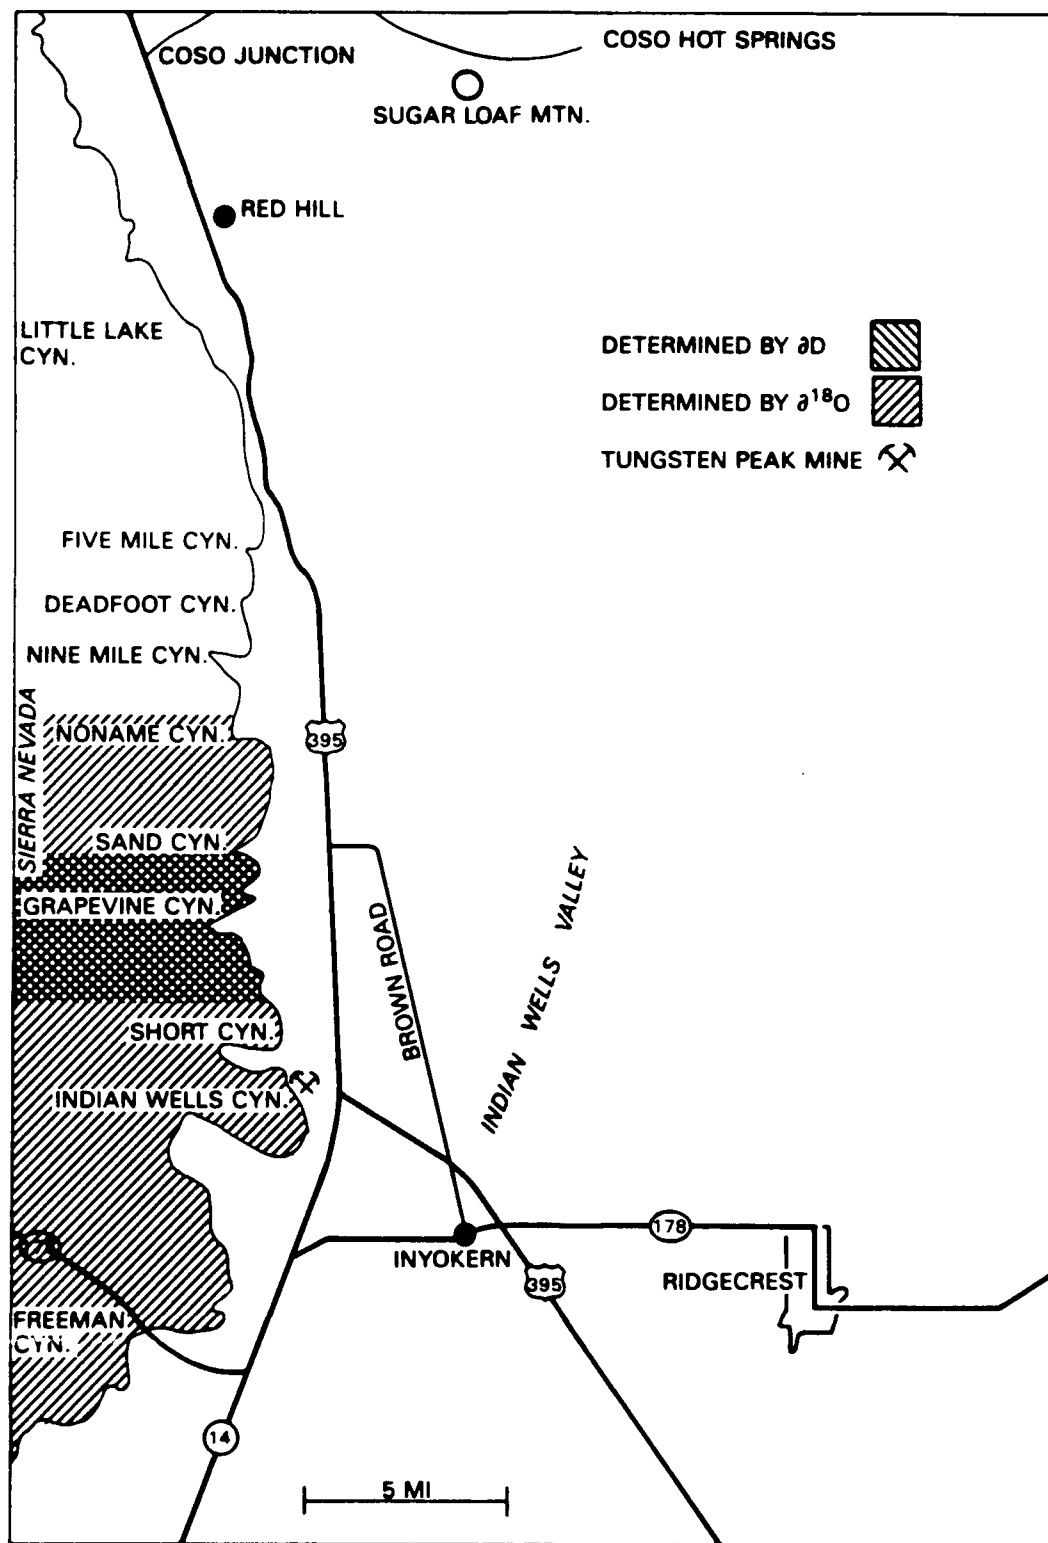 COSO JUNCTION
COSO HOT SPRINGS
SUGAR LOAF MTN.
RED HILL
LITTLE LAKE
CYN.
DETERMINED BY ∂D
DETERMINED BY ∂¹⁸O
TUNGSTEN PEAK MINE
FIVE MILE CYN.
DEADFOOT CYN.
NINE MILE CYN.
SIERRA NEVADA
NONAME CYN.
395
SAND CYN.
GRAPEVINE CYN.
BROWN ROAD
INDIAN WELLS VALLEY
SHORT CYN.
INDIAN WELLS CYN.
178
INYOKERN
395
RIDGECREST
FREEMAN
CYN.
14
5 MI